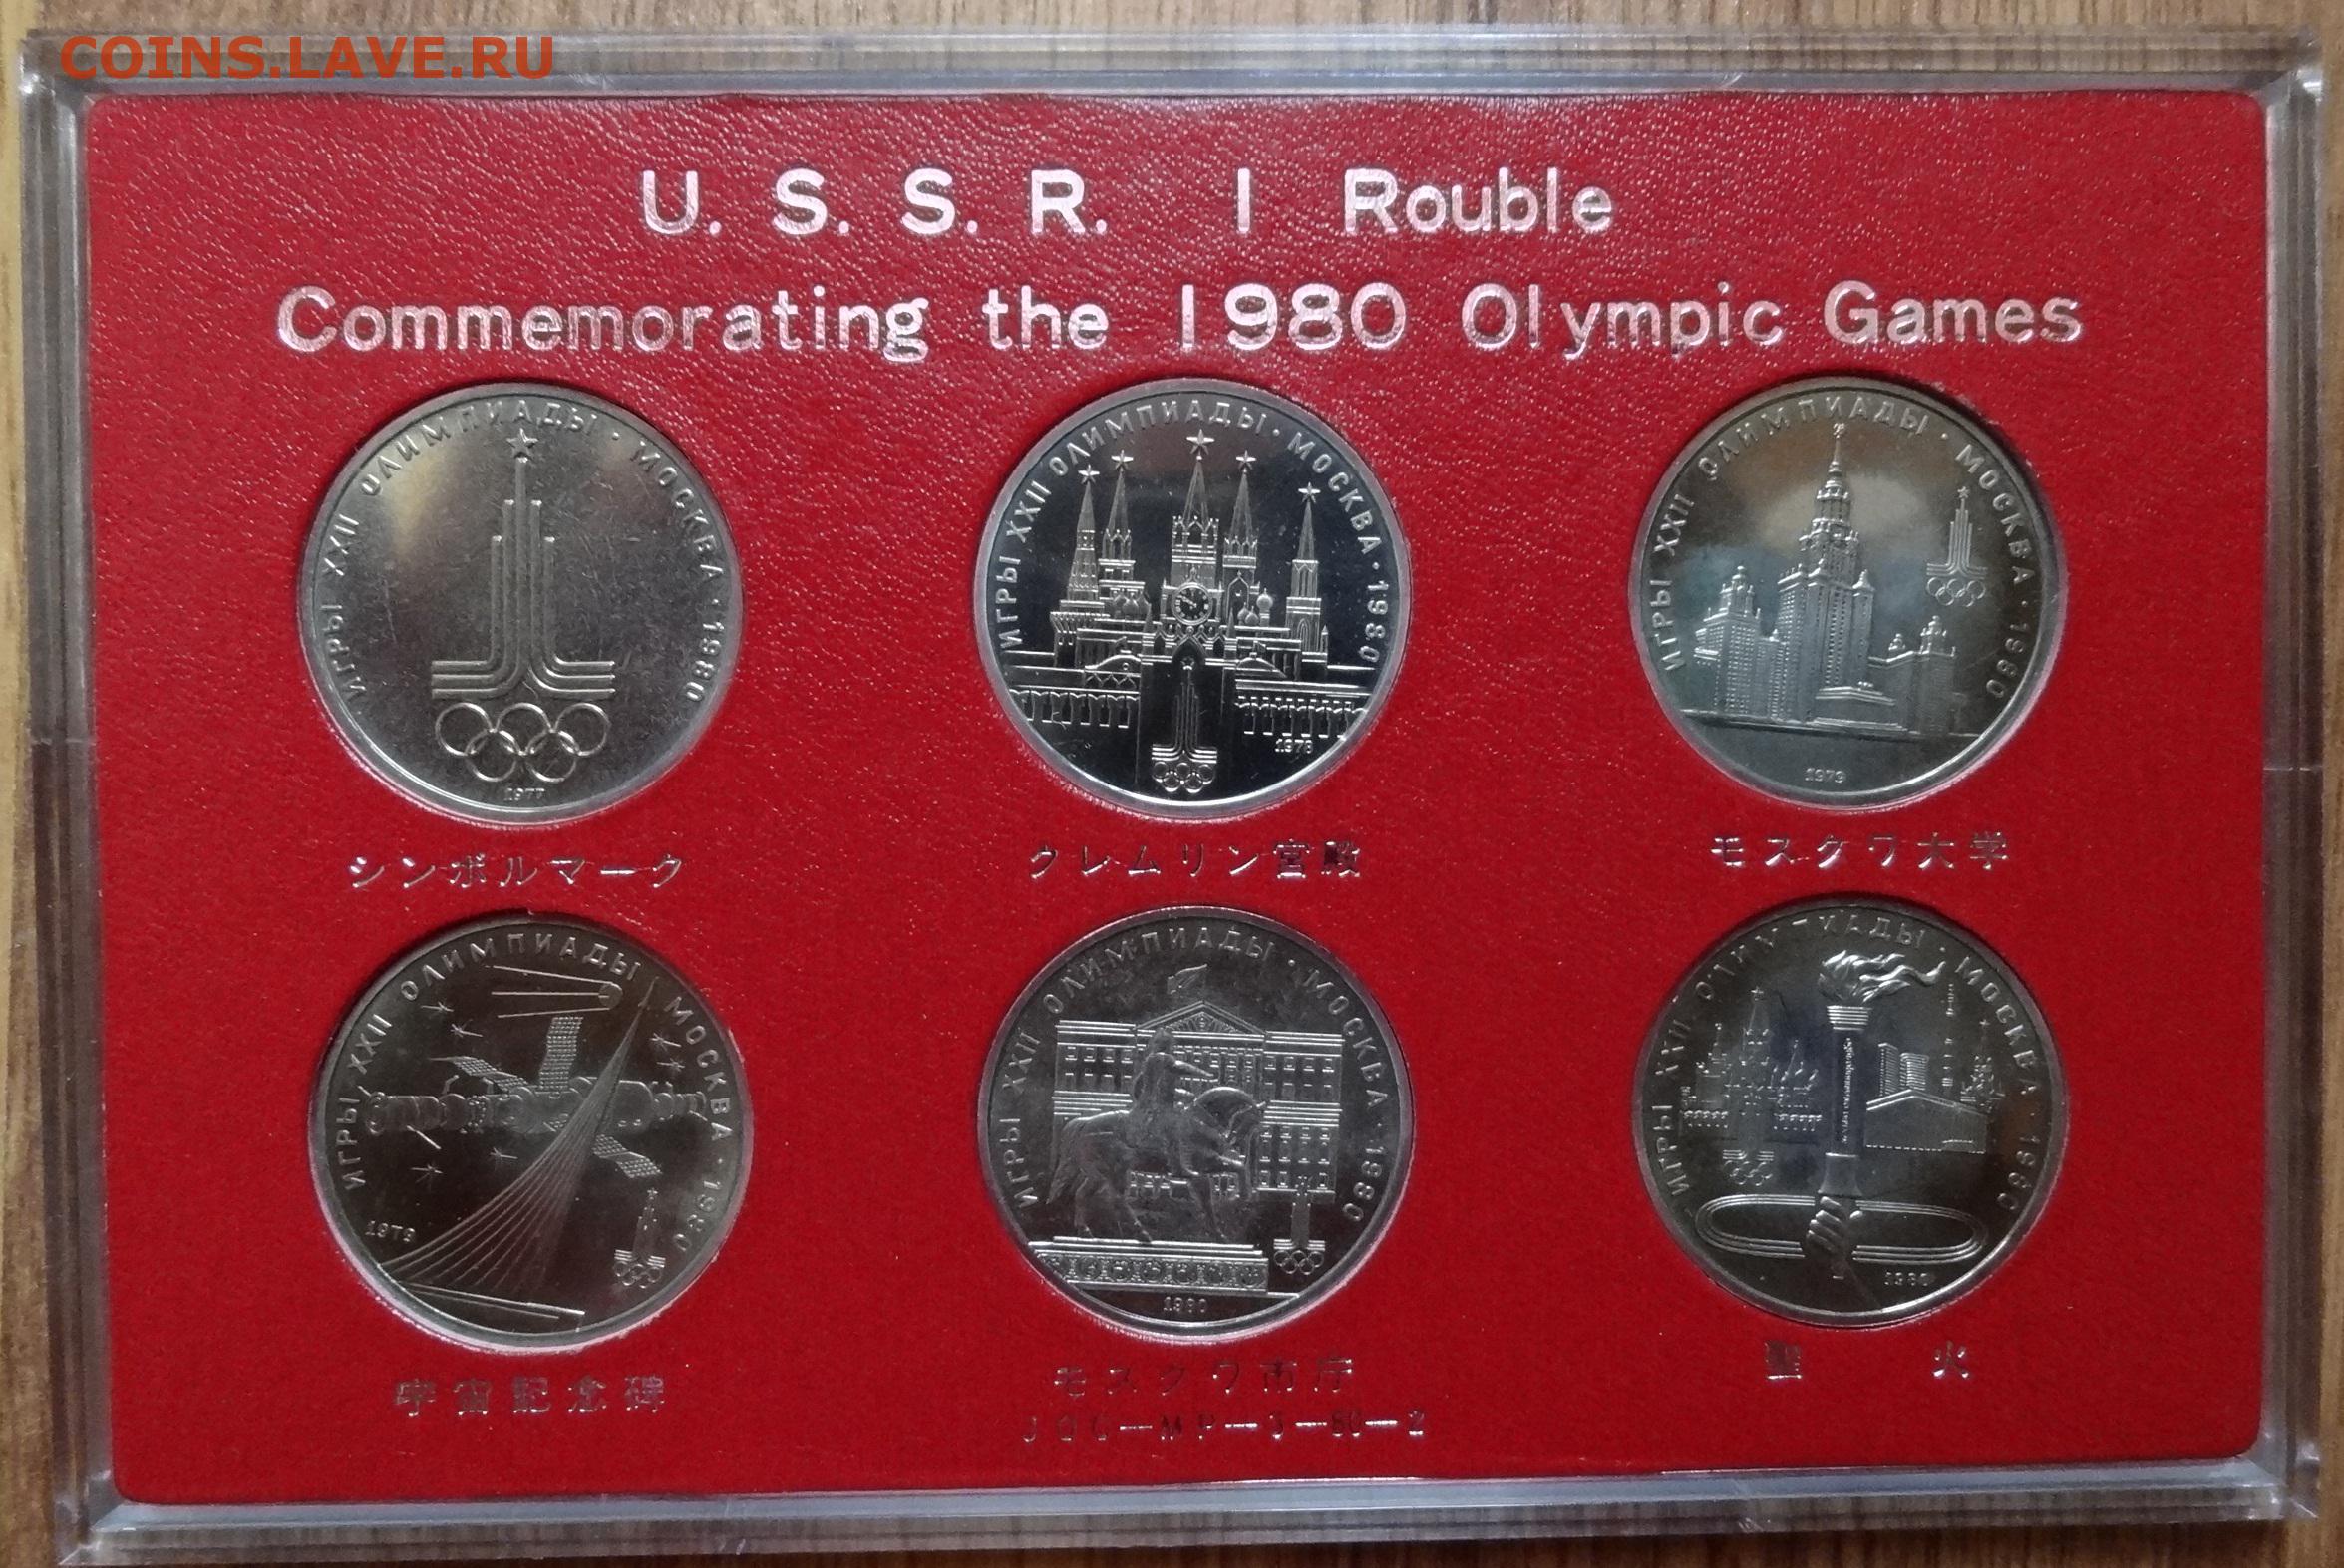 COINS.LAVE.RU
U. S. S. R. 1 Rouble
Commemorating the 1980 Olympic Games
ИГРЫ XXII ОЛИМПИАДЫ · МОСКВА · 1980
1977
ИГРЫ XXII ОЛИМПИАДЫ · МОСКВА · 1980
1978
ИГРЫ XXII ОЛИМПИАДЫ · МОСКВА · 1980
1979
シンボルマーク
クレムリン宮殿
モスクワ大学
ИГРЫ XXII ОЛИМПИАДЫ МОСКВА · 1980
1979
ИГРЫ XXII ОЛИМПИАДЫ · МОСКВА · 1980
1980
ИГРЫ XXII ОЛИМПИАДЫ · МОСКВА · 1980
1980
宇宙記念碑
モスクワ市庁
聖火